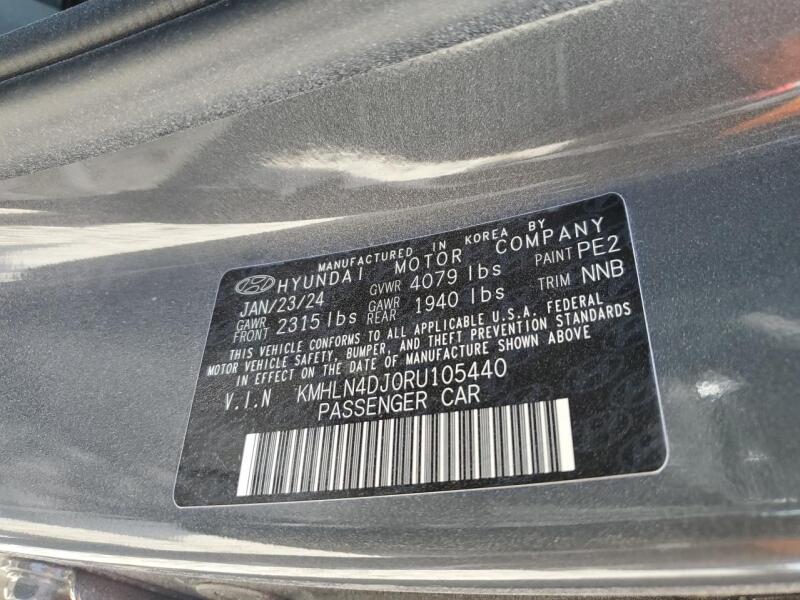 MANUFACTURED IN KOREA BY
HYUNDAI MOTOR COMPANY
JAN/23/24 GVWR 4079 lbs PAINT PE2
GAWR FRONT 2315 lbs GAWR REAR 1940 lbs TRIM NNB
THIS VEHICLE CONFORMS TO ALL APPLICABLE U.S.A. FEDERAL
MOTOR VEHICLE SAFETY, BUMPER, AND THEFT PREVENTION STANDARDS
IN EFFECT ON THE DATE OF MANUFACTURE SHOWN ABOVE
V.I.N KMHLN4DJ0RU105440
PASSENGER CAR